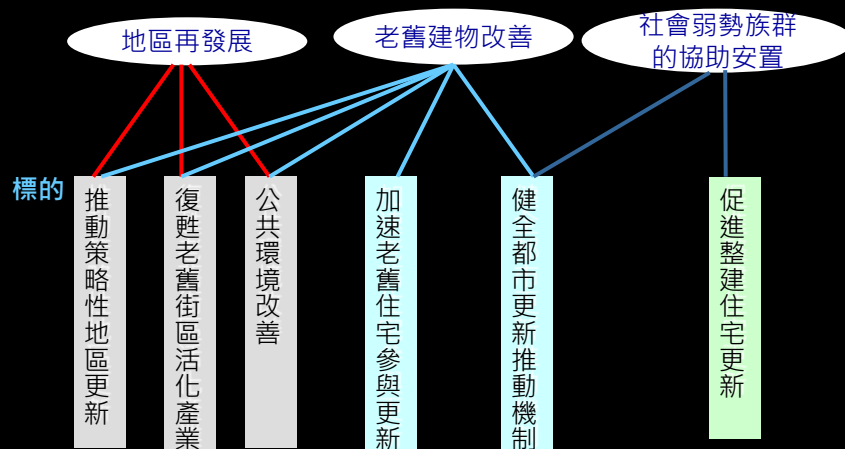 地區再發展
老舊建物改善
社會弱勢族群
的協助安置
標的
推動策略性地區更新
復甦老舊街區活化產業
公共環境改善
加速老舊住宅參與更新
健全都市更新推動機制
促進整建住宅更新